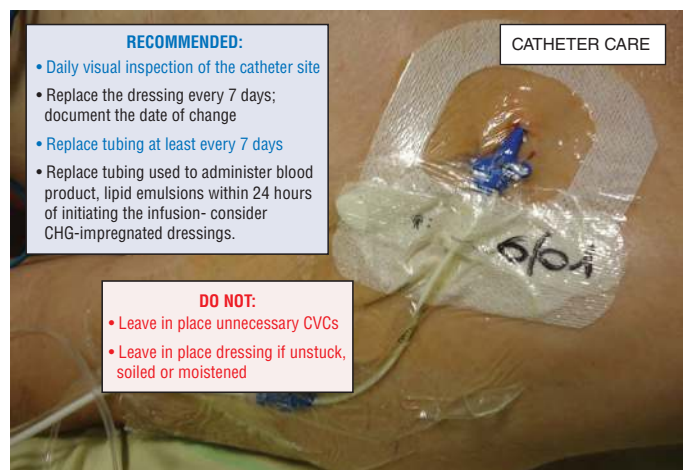 RECOMMENDED:
• Daily visual inspection of the catheter site
• Replace the dressing every 7 days;
document the date of change
• Replace tubing at least every 7 days
• Replace tubing used to administer blood
product, lipid emulsions within 24 hours
of initiating the infusion- consider
CHG-impregnated dressings.
CATHETER CARE
DO NOT:
• Leave in place unnecessary CVCs
• Leave in place dressing if unstuck,
soiled or moistened